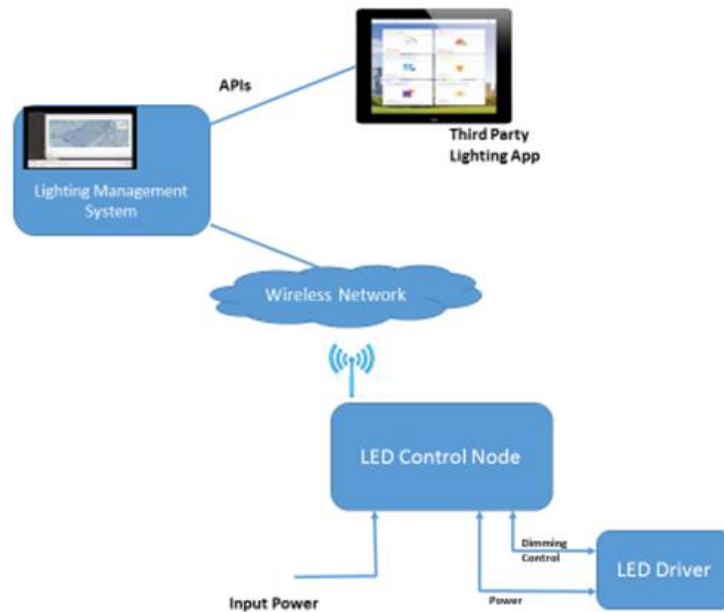 APIs
Third Party
Lighting App
Lighting Management
System
Wireless Network
LED Control Node
Dimming
Control
LED Driver
Power
Input Power